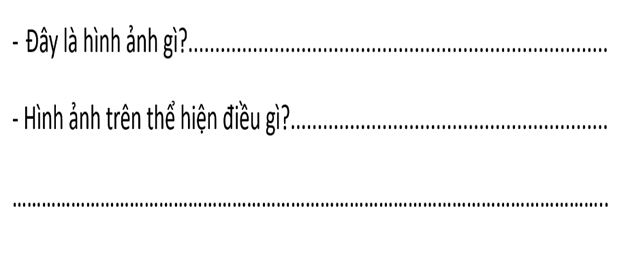 - Đây là hình ảnh gì?...............................................................................
- Hình ảnh trên thể hiện điều gì?............................................................
.......................................................................................................................